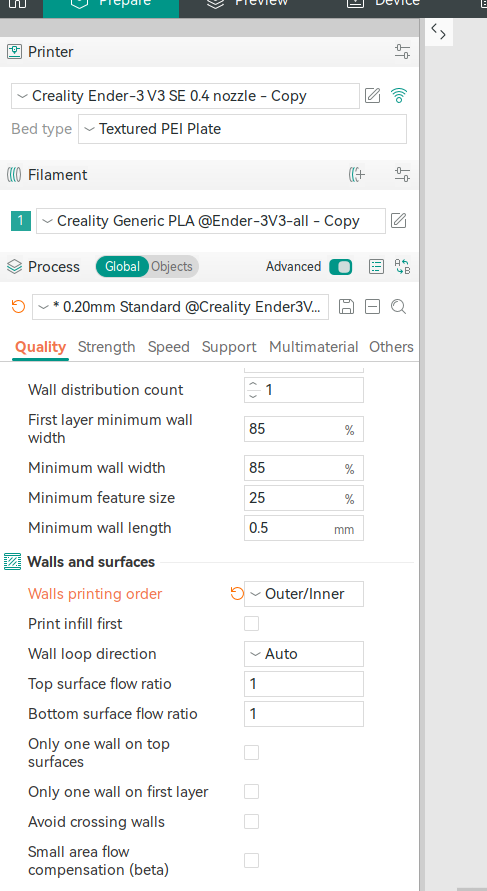 Prepare
Preview
Device
Printer
Creality Ender-3 V3 SE 0.4 nozzle - Copy
Bed type
Textured PEI Plate
Filament
1
Creality Generic PLA @Ender-3V3-all - Copy
Process
Global
Objects
Advanced
* 0.20mm Standard @Creality Ender3V...
Quality
Strength
Speed
Support
Multimaterial
Others
Wall distribution count
1
First layer minimum wall
width
85
%
Minimum wall width
85
%
Minimum feature size
25
%
Minimum wall length
0.5
mm
Walls and surfaces
Walls printing order
Outer/Inner
Print infill first
Wall loop direction
Auto
Top surface flow ratio
1
Bottom surface flow ratio
1
Only one wall on top
surfaces
Only one wall on first layer
Avoid crossing walls
Small area flow
compensation (beta)